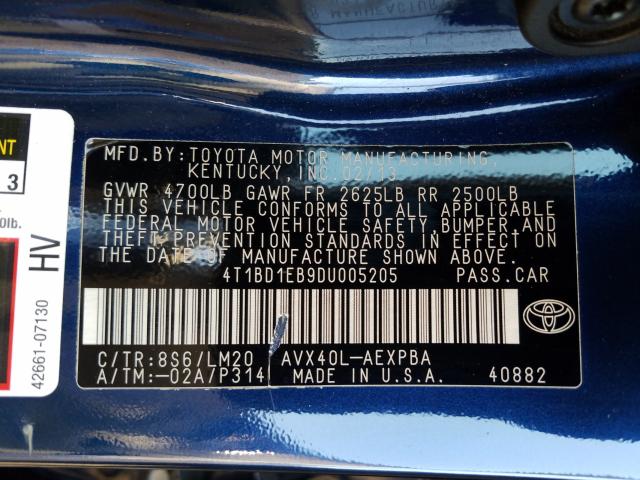 MFD.BY: TOYOTA MOTOR MANUFACTURING,
KENTUCKY, INC. 02/13
GVWR 4700LB GAWR FR 2625LB RR 2500LB
THIS VEHICLE CONFORMS TO ALL APPLICABLE
FEDERAL MOTOR VEHICLE SAFETY, BUMPER, AND
THEFT PREVENTION STANDARDS IN EFFECT ON
THE DATE OF MANUFACTURE SHOWN ABOVE.
4T1BD1EB9DU005205 PASS.CAR
C/TR:8S6/LM20 AVX40L-AEXPBA
A/TM:-02A/P314 MADE IN U.S.A. 40882
3
HV
42661-07130